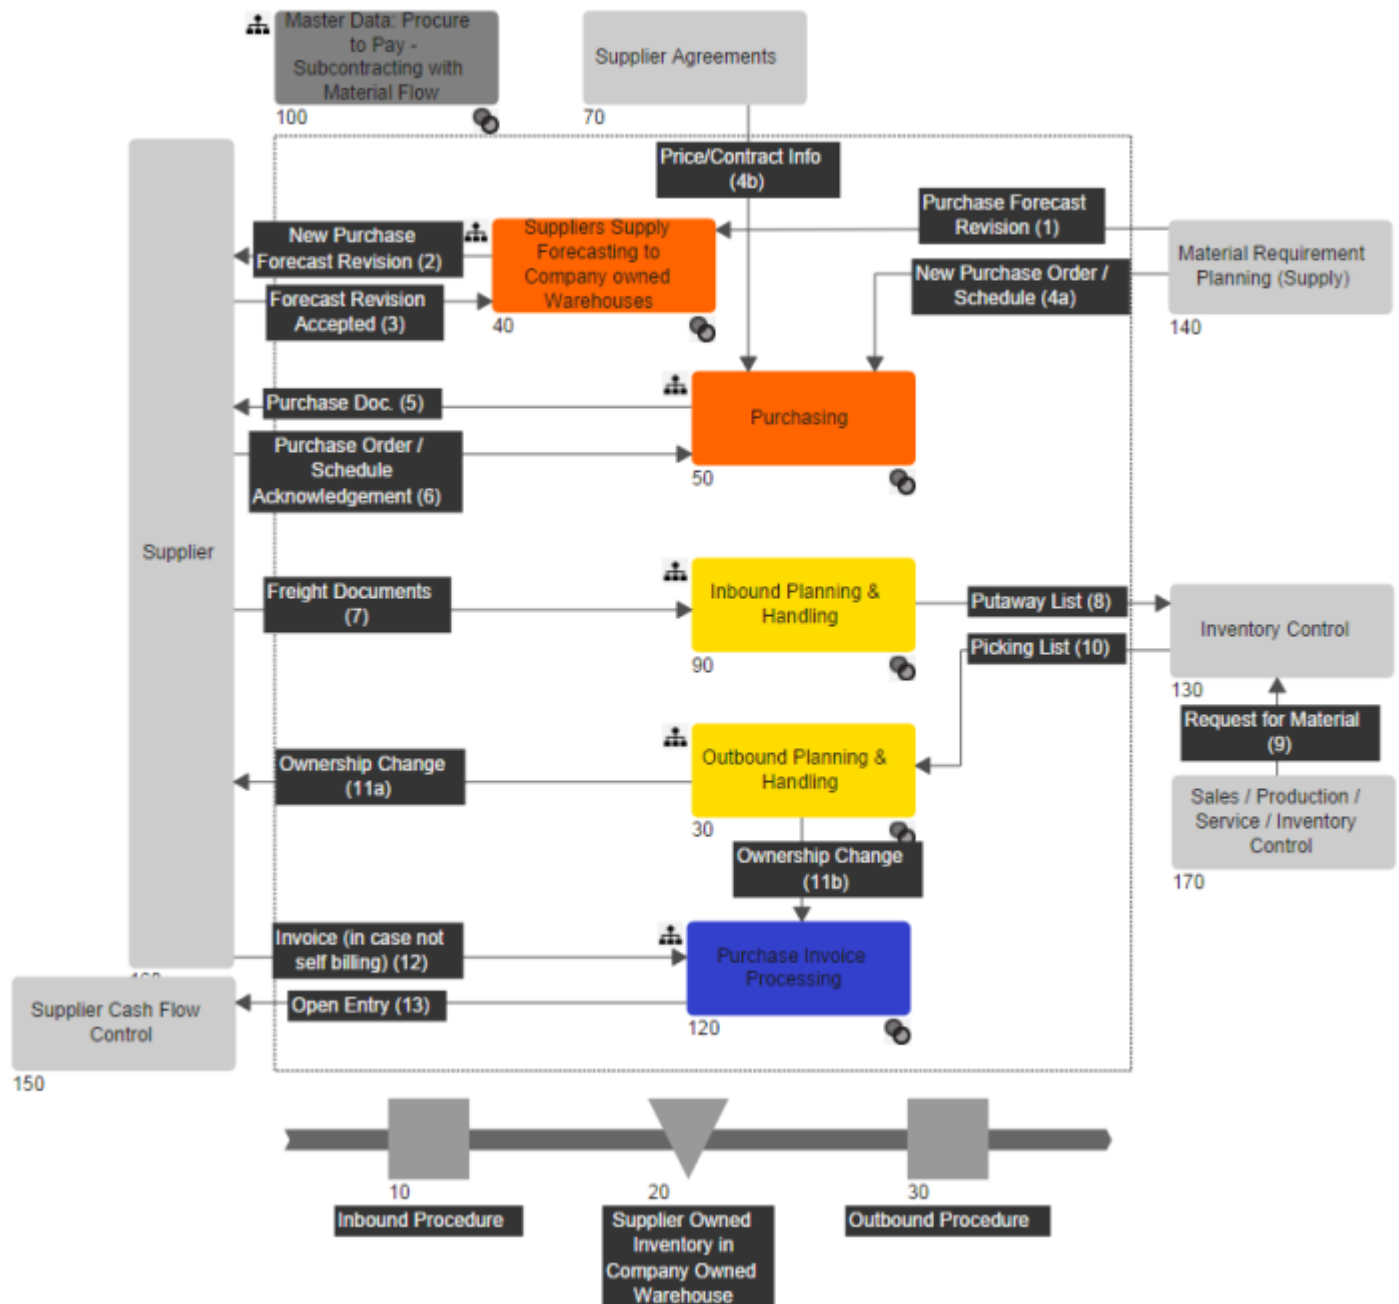 Master Data: Procure
to Pay -
Subcontracting with
Material Flow
100
Supplier Agreements
70
Price/Contract Info
(4b)
Purchase Forecast
Revision (1)
New Purchase
Forecast Revision (2)
Suppliers Supply
Forecasting to
Company owned
Warehouses
40
Material Requirement
Planning (Supply)
140
New Purchase Order /
Schedule (4a)
Forecast Revision
Accepted (3)
Purchase Doc. (5)
Purchasing
50
Purchase Order /
Schedule
Acknowledgement (6)
Supplier
Freight Documents
(7)
Inbound Planning &
Handling
90
Putaway List (8)
Picking List (10)
Inventory Control
130
Request for Material
(9)
Ownership Change
(11a)
Outbound Planning &
Handling
30
Sales / Production /
Service / Inventory
Control
170
Ownership Change
(11b)
Invoice (in case not
self billing) (12)
Purchase Invoice
Processing
120
Open Entry (13)
Supplier Cash Flow
Control
150
10
Inbound Procedure
20
Supplier Owned
Inventory in
Company Owned
Warehouse
30
Outbound Procedure